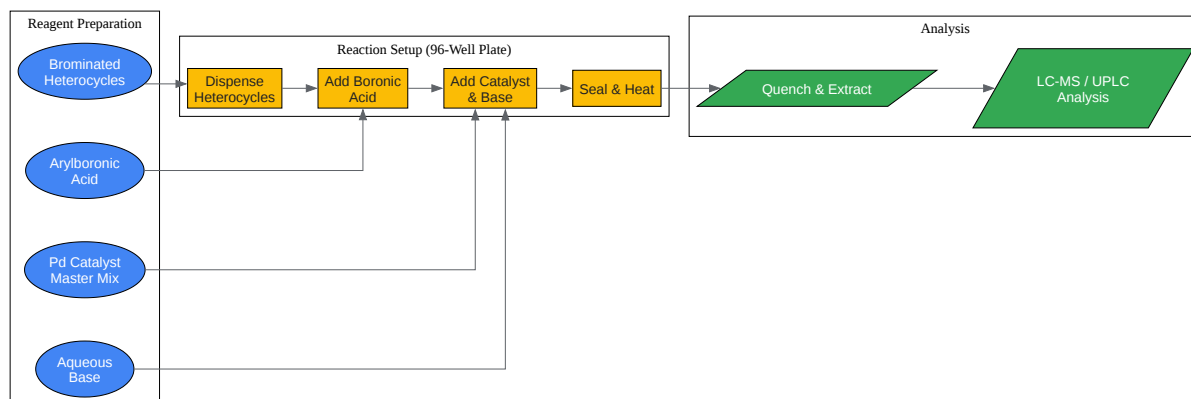 Reagent Preparation
Brominated
Heterocycles
Arylboronic
Acid
Pd Catalyst
Master Mix
Aqueous
Base
Reaction Setup (96-Well Plate)
Dispense
Heterocycles
Add Boronic
Acid
Add Catalyst
& Base
Seal & Heat
Analysis
Quench & Extract
LC-MS / UPLC
Analysis